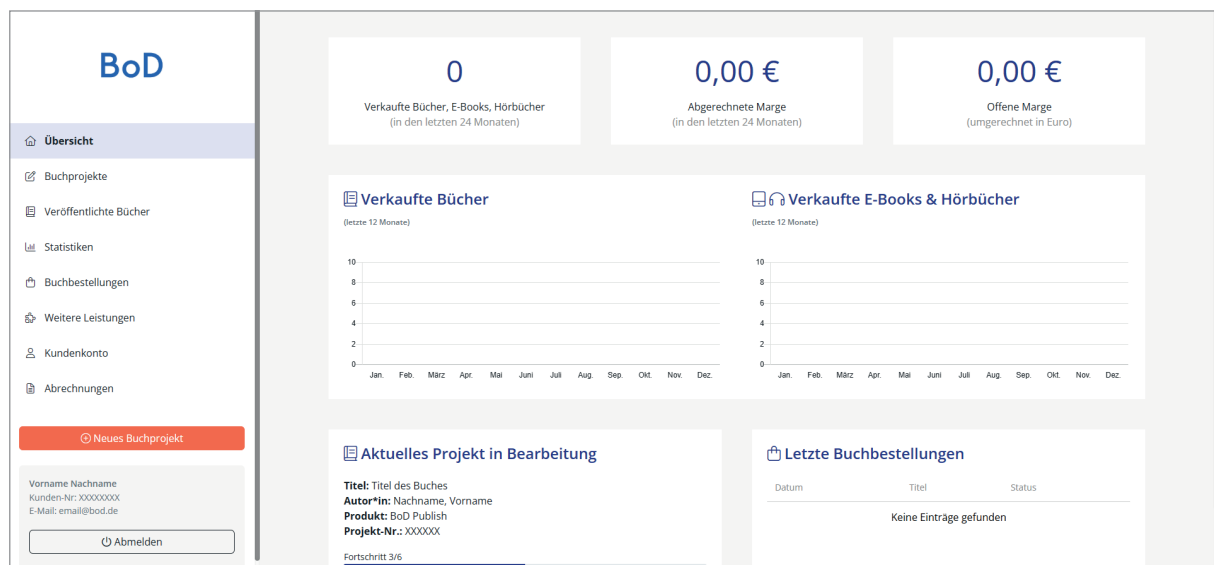 BoD
Übersicht
Buchprojekte
Veröffentlichte Bücher
Statistiken
Buchbestellungen
Weitere Leistungen
Kundenkonto
Abrechnungen
Neues Buchprojekt
Vorname Nachname
Kunden-Nr: XXXXXXXX
E-Mail: email@bod.de
Abmelden
0
Verkaufte Bücher, E-Books, Hörbücher
(in den letzten 24 Monaten)
0,00 €
Abgerechnete Marge
(in den letzten 24 Monaten)
0,00 €
Offene Marge
(umgerechnet in Euro)
Verkaufte Bücher
(letzte 12 Monate)
10
8
6
4
2
0
Jan. Feb. März Apr. Mai Juni Juli Aug. Sep. Okt. Nov. Dez.
Verkaufte E-Books & Hörbücher
(letzte 12 Monate)
10
8
6
4
2
0
Jan. Feb. März Apr. Mai Juni Juli Aug. Sep. Okt. Nov. Dez.
Aktuelles Projekt in Bearbeitung
Titel: Titel des Buches
Autor*in: Nachname, Vorname
Produkt: BoD Publish
Projekt-Nr.: XXXXXX
Fortschritt 3/6
Letzte Buchbestellungen
Datum Titel Status
Keine Einträge gefunden